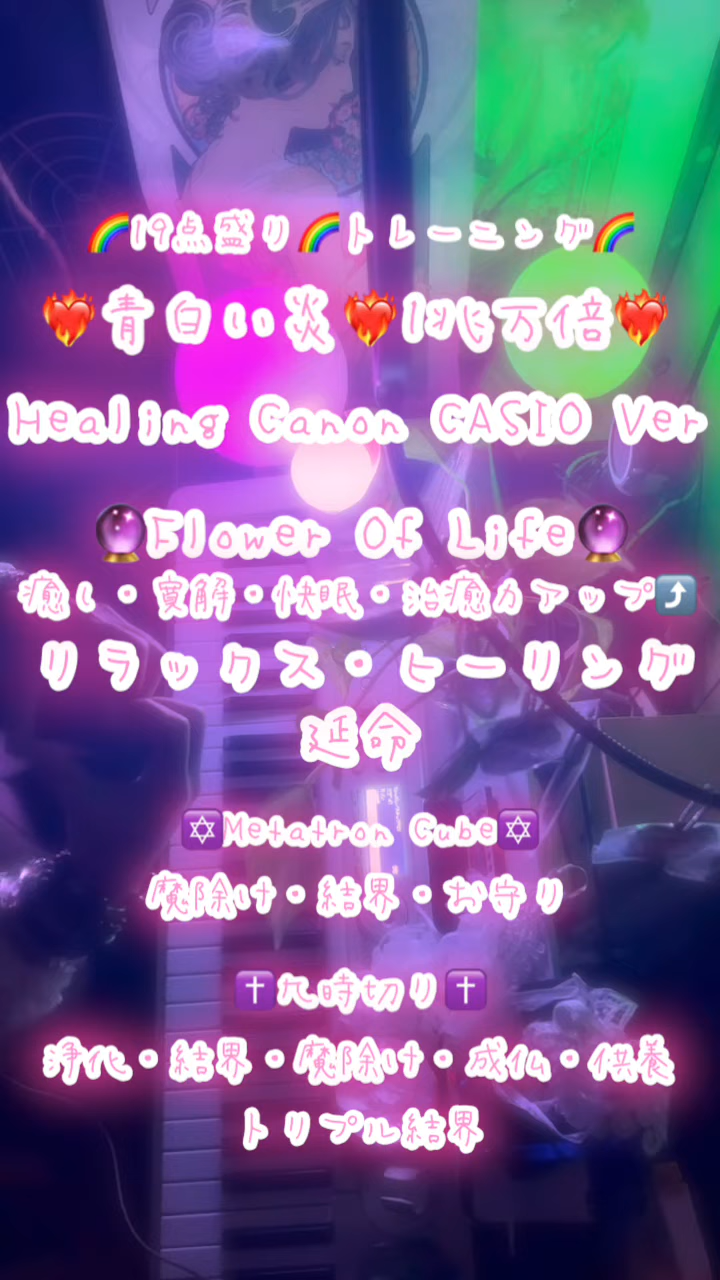 🌈19点盛り🌈トレーニング🌈
❤️‍🔥青白い炎❤️‍🔥1兆万倍❤️‍🔥
Healing Canon CASIO Ver
🔮Flower Of Life🔮
癒し・寛解・快眠・治癒力アップ⤴️
リラックス・ヒーリング
延命
🔯Metatron Cube🔯
魔除け・結界・お守り
✝️九時切り✝️
浄化・結界・魔除け・成仏・供養
トリプル結界